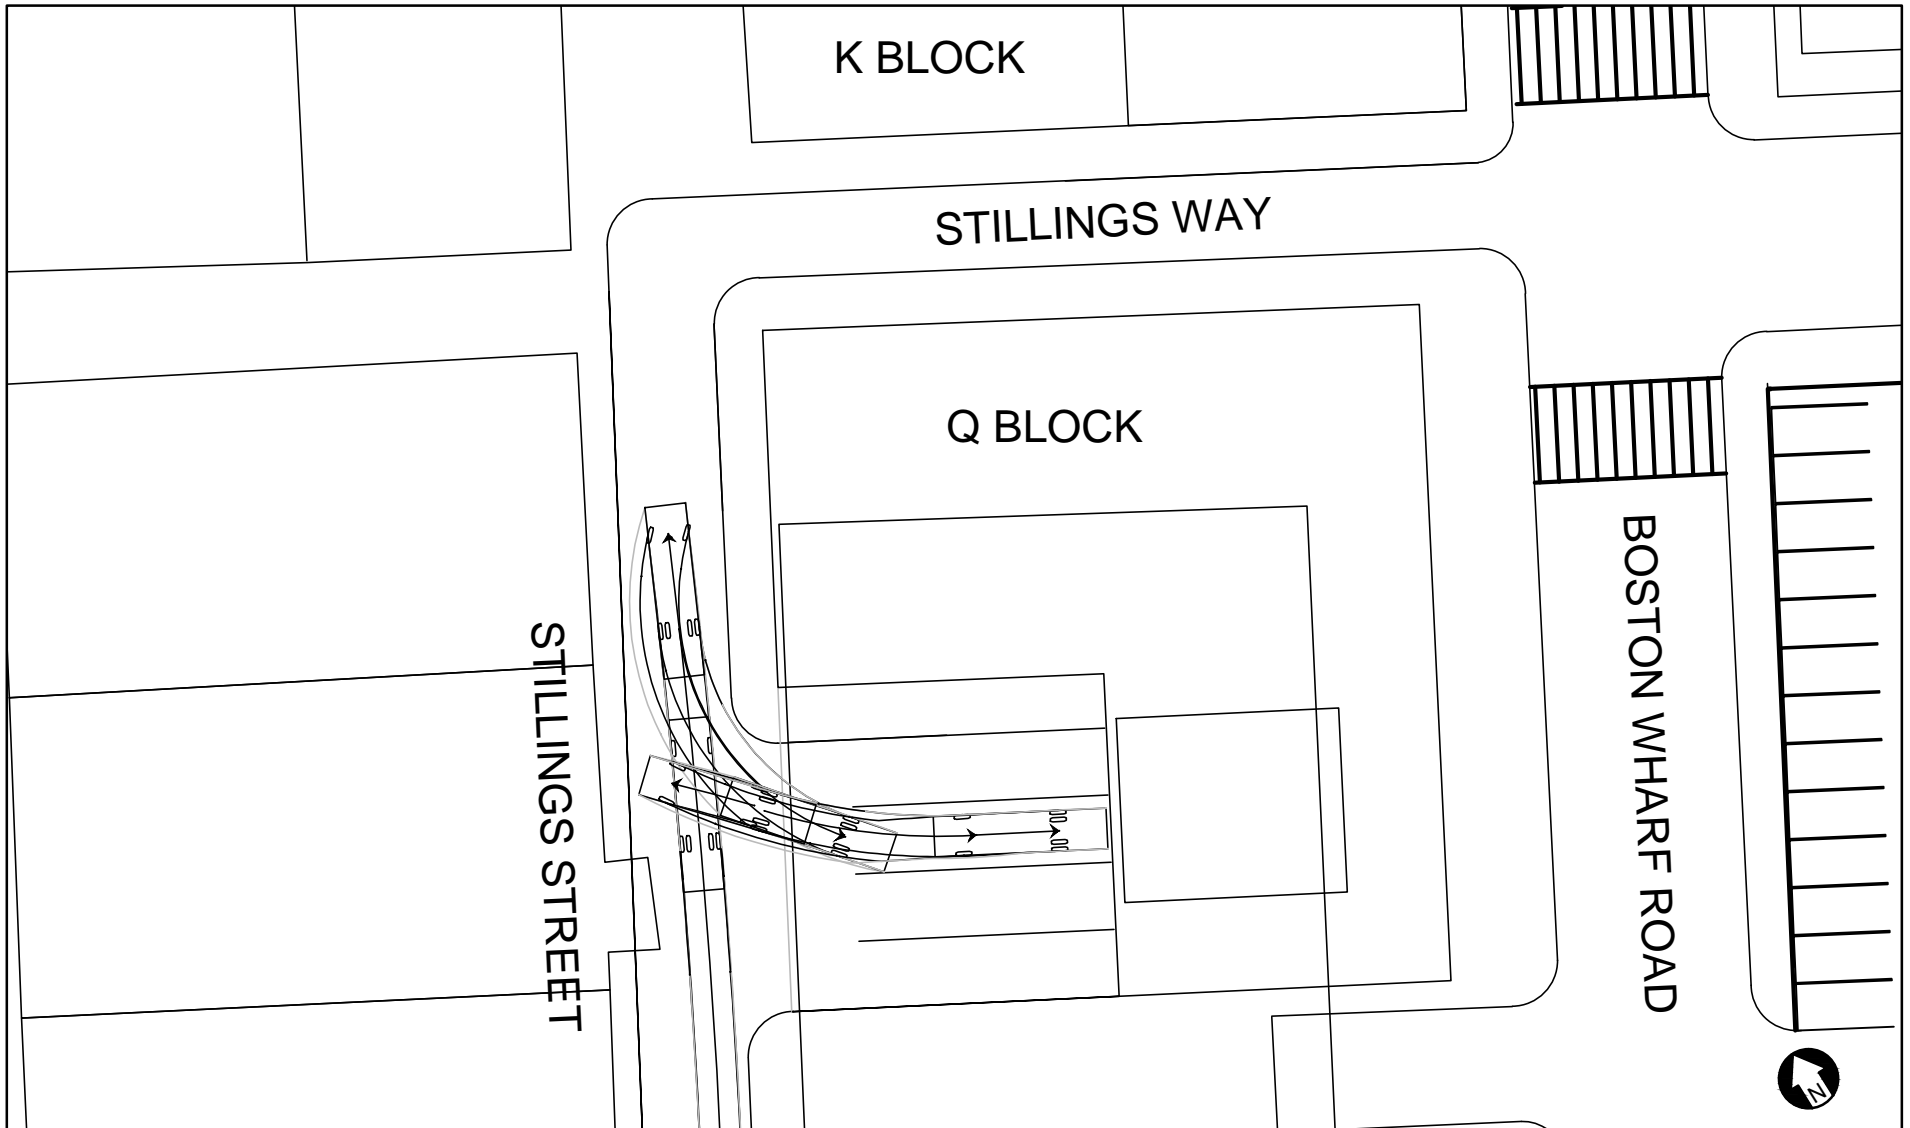 K BLOCK
STILLINGS WAY
Q BLOCK
STILLINGS STREET
BOSTON WHARF ROAD
N